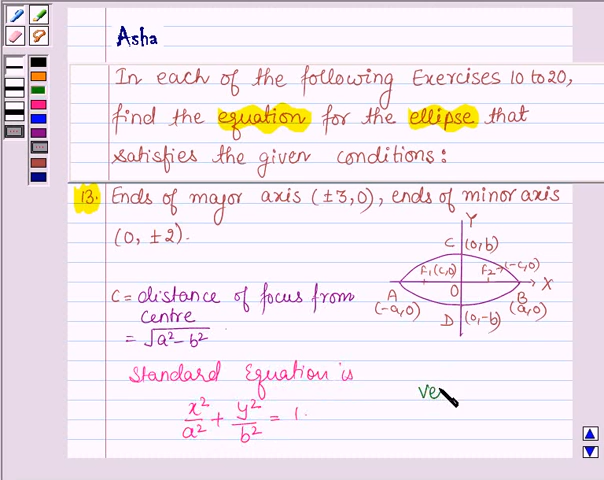 Asha
In each of the following Exercises 10 to 20,
find the equation for the ellipse that
satisfies the given conditions:
13. Ends of major axis (±3,0), ends of minor axis
(0, ±2).
Y
C (0,b)
F₁(c,0) F₂→(-c,0)
O X
A B
(-a,0) (a,0)
D (0,-b)
C = distance of focus from
centre
= √a² - b²
Standard Equation is
x²/a² + y²/b² = 1.
ve